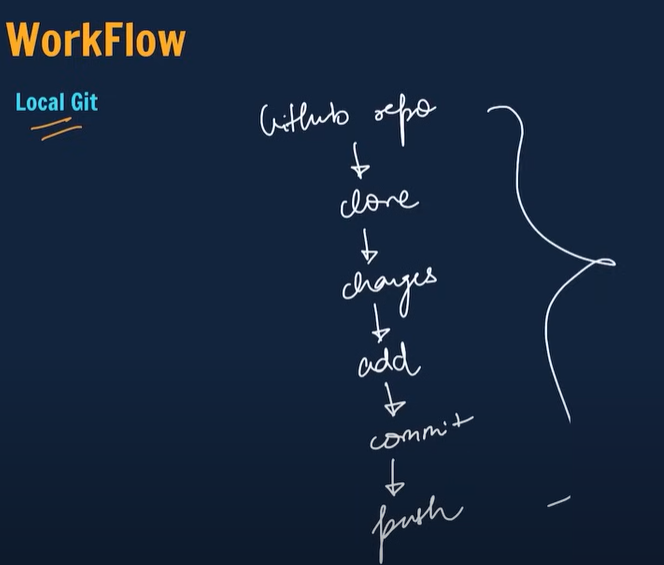 WorkFlow
Local Git
Github repo
clone
changes
add
commit
push